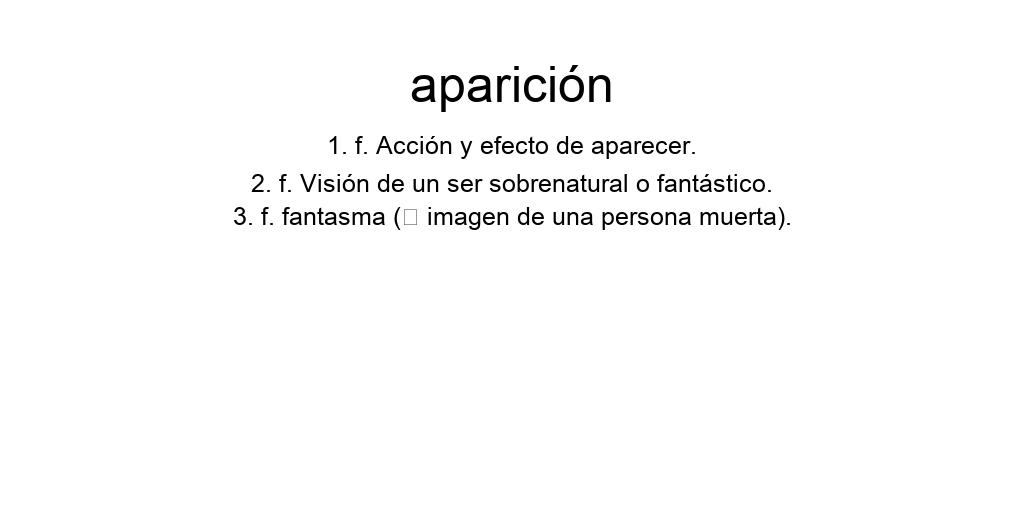 aparición
1. f. Acción y efecto de aparecer.
2. f. Visión de un ser sobrenatural o fantástico.
3. f. fantasma (□ imagen de una persona muerta).